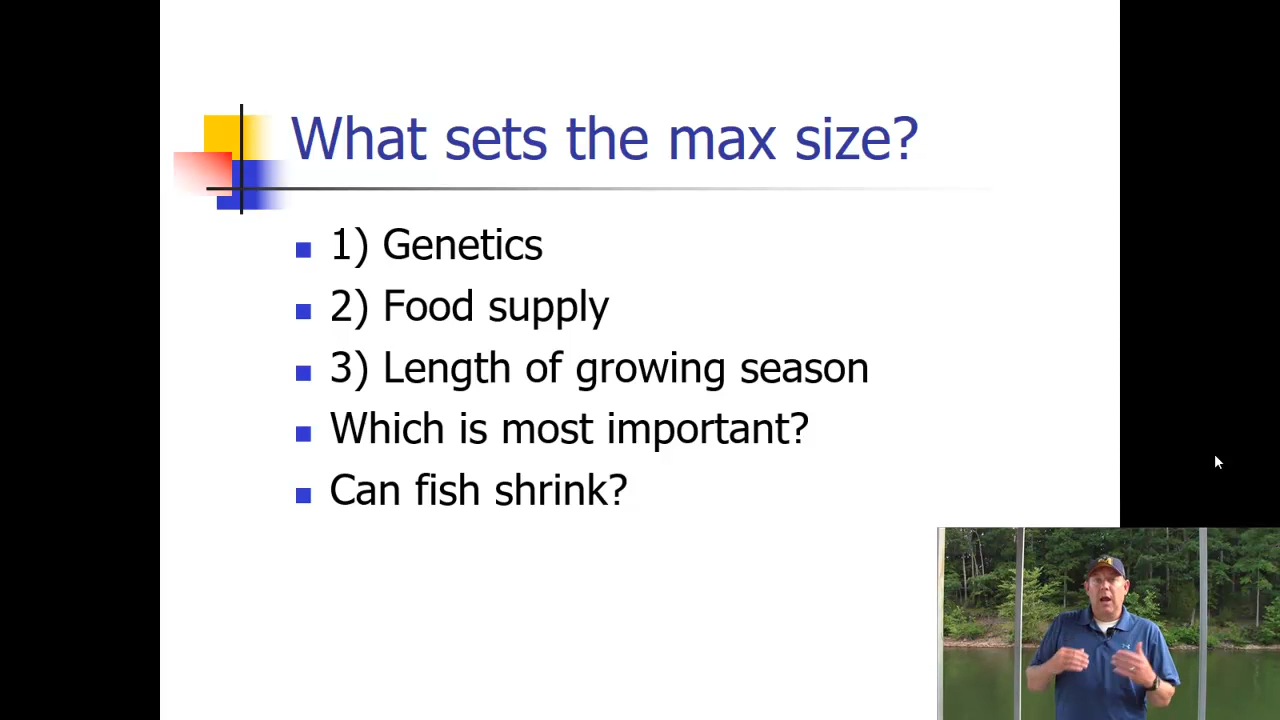 What sets the max size?
1) Genetics
2) Food supply
3) Length of growing season
Which is most important?
Can fish shrink?